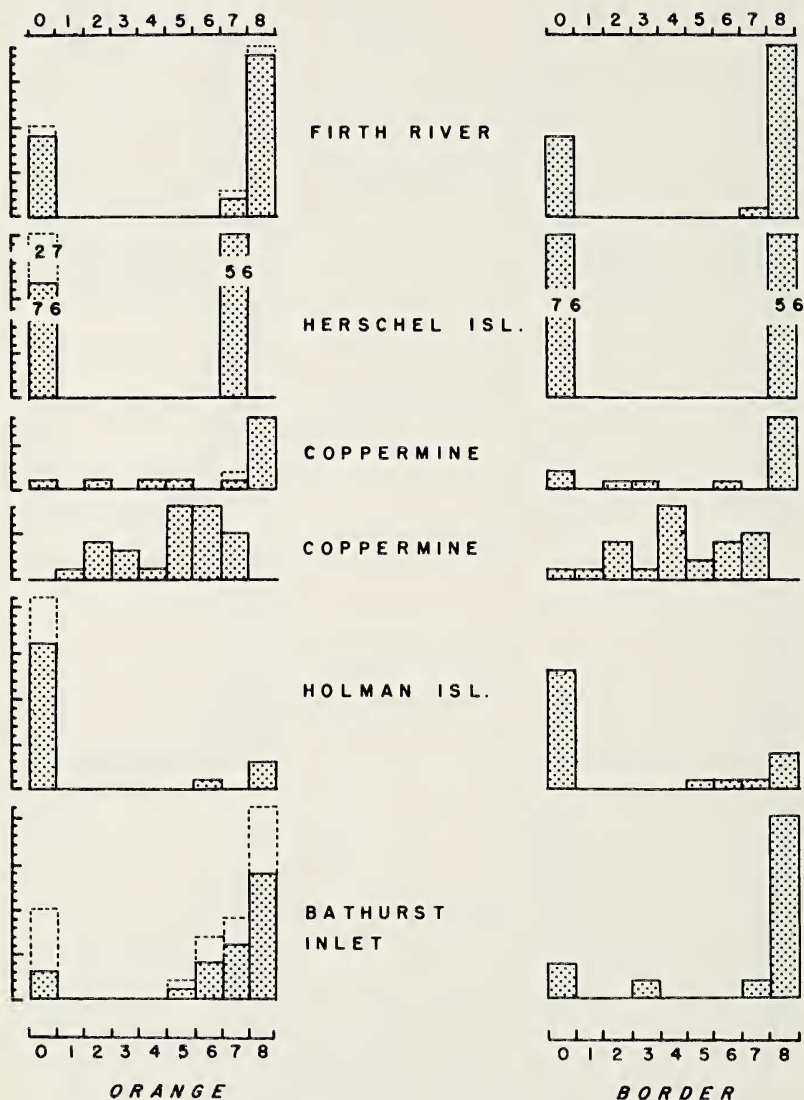 0 1 2 3 4 5 6 7 8
0 1 2 3 4 5 6 7 8
FIRTH RIVER
27
56
76
HERSCHEL ISL.
76
56
COPPERMINE
COPPERMINE
HOLMAN ISL.
BATHURST
INLET
0 1 2 3 4 5 6 7 8
0 1 2 3 4 5 6 7 8
ORANGE
BORDER